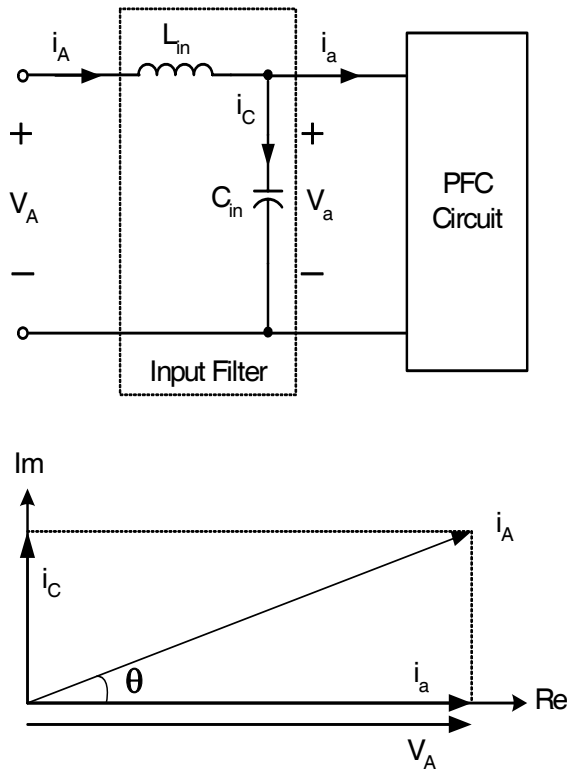 i_A
L_in
i_a
i_C
+
+
V_A
C_in
V_a
PFC
Circuit
−
−
Input Filter
Im
i_A
i_C
θ
i_a
Re
V_A